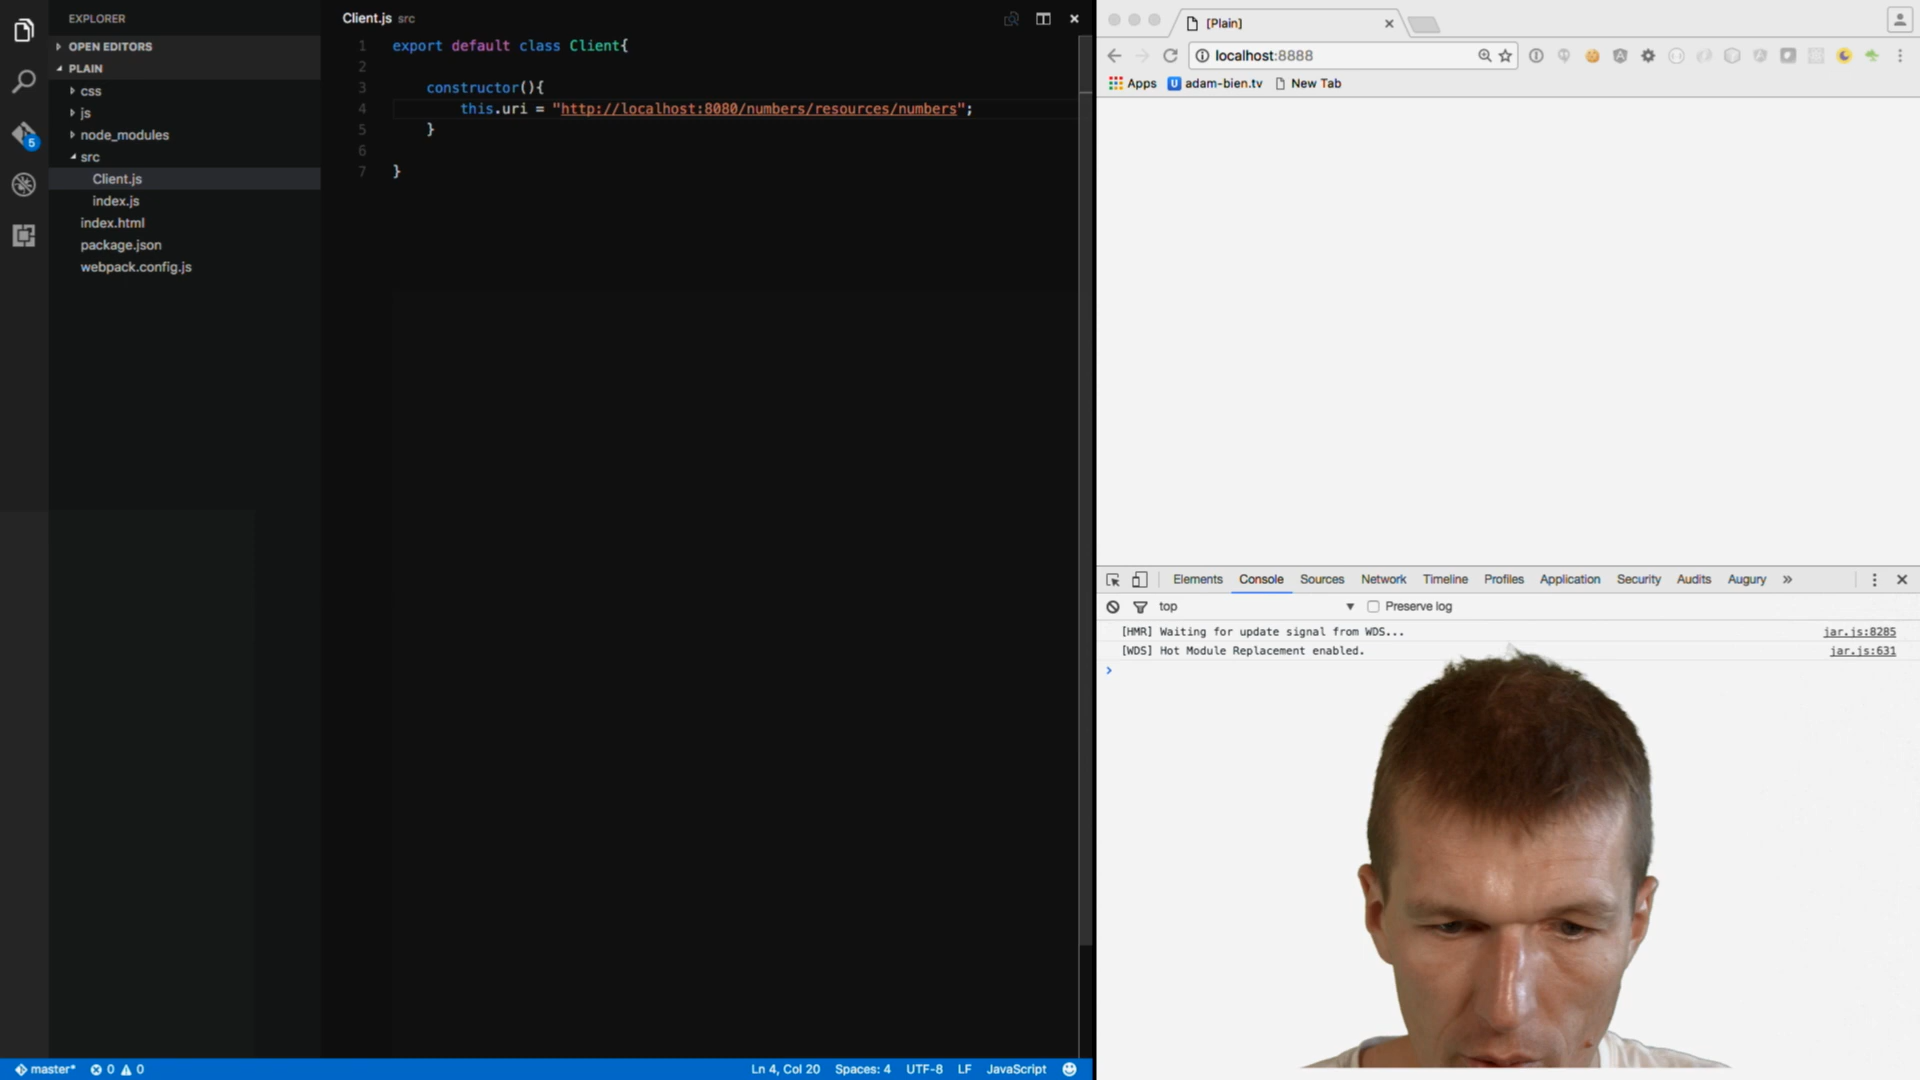 EXPLORER
OPEN EDITORS
PLAIN
css
js
node_modules
src
Client.js
index.js
index.html
package.json
webpack.config.js
5
Client.js src
1 export default class Client{
2
3 constructor(){
4 this.uri = "http://localhost:8080/numbers/resources/numbers";
5 }
6
7 }
master* 0 0
Ln 4, Col 20 Spaces: 4 UTF-8 LF JavaScript
[Plain]
localhost:8888
Apps adam-bien.tv New Tab
Elements Console Sources Network Timeline Profiles Application Security Audits Augury »
top Preserve log
[HMR] Waiting for update signal from WDS... jar.js:8285
[WDS] Hot Module Replacement enabled. jar.js:631